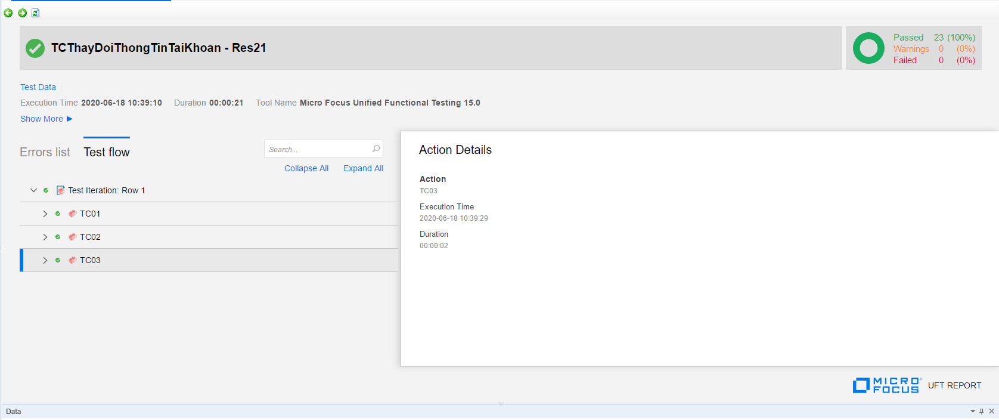 TCThayDoiThongTinTaiKhoan - Res21
Passed 23 (100%)
Warnings 0 (0%)
Failed 0 (0%)
Test Data
Execution Time 2020-06-18 10:39:10 Duration 00:00:21 Tool Name Micro Focus Unified Functional Testing 15.0
Show More
Errors list Test flow
Search...
Collapse All Expand All
Test Iteration: Row 1
TC01
TC02
TC03
Action Details
Action
TC03
Execution Time
2020-06-18 10:39:29
Duration
00:00:02
MICRO
FOCUS
UFT REPORT
Data